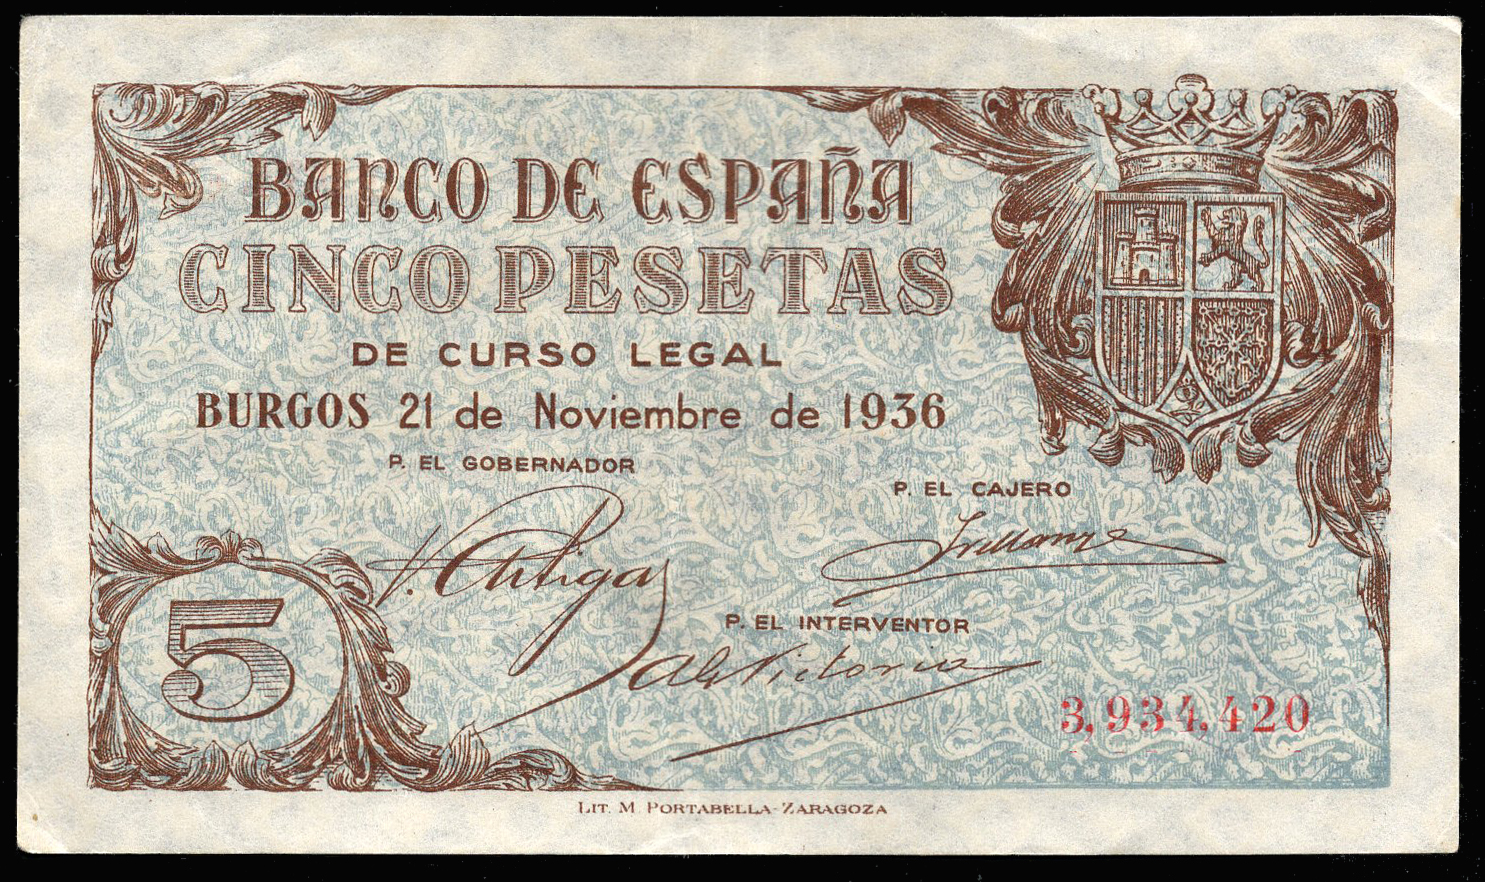 BANCO DE ESPAÑA
CINCO PESETAS
DE CURSO LEGAL
BURGOS 21 de Noviembre de 1936
P. EL GOBERNADOR
P. EL CAJERO
P. EL INTERVENTOR
5
3,934,420
LIT. M. PORTABELLA-ZARAGOZA